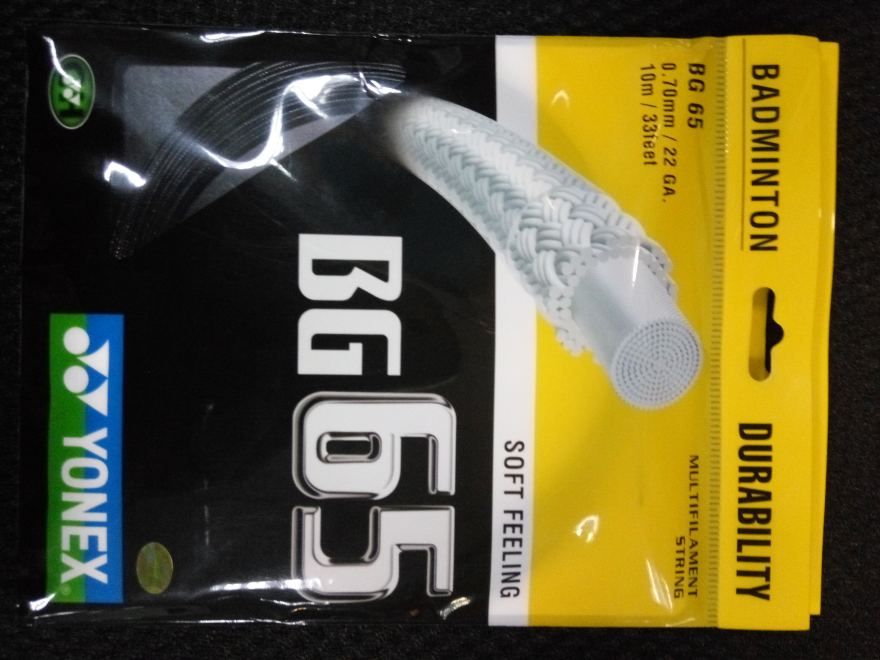 BADMINTON
DURABILITY
BG 65
0.70mm / 22 GA.
10m / 33feet
MULTIFILAMENT
STRING
SOFT FEELING
BG65
YONEX